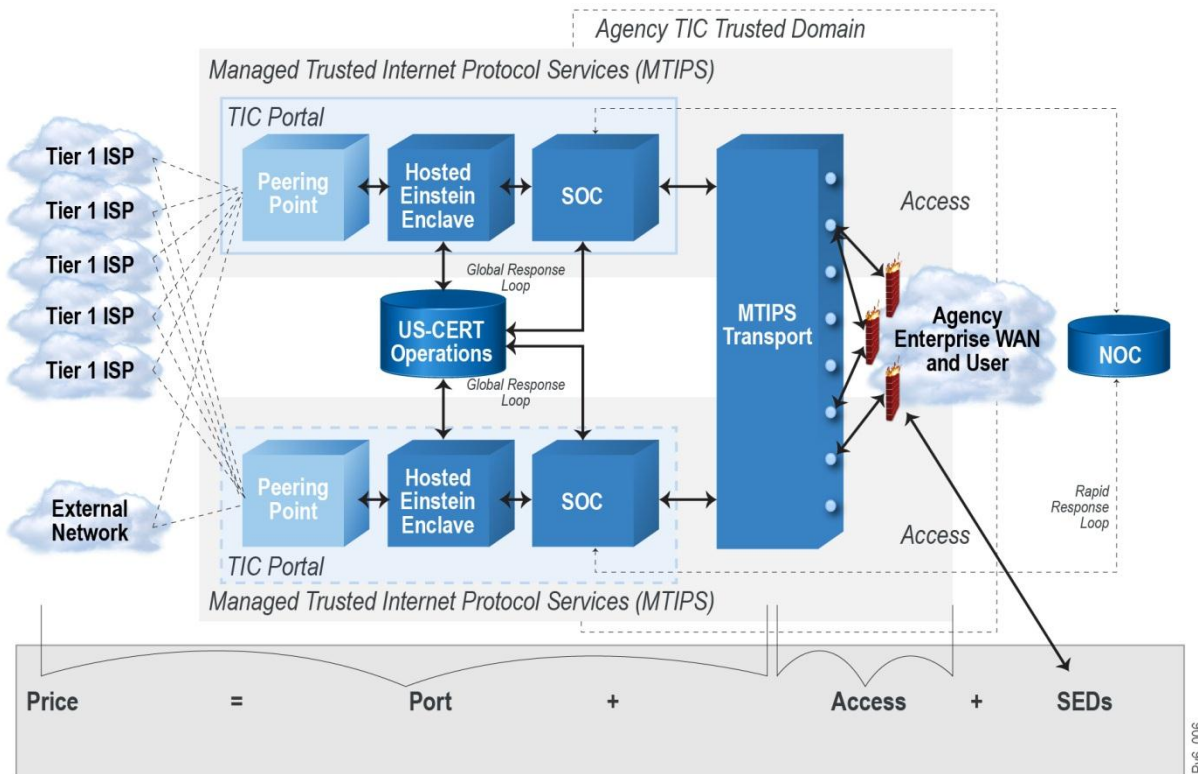 Agency TIC Trusted Domain
Managed Trusted Internet Protocol Services (MTIPS)
TIC Portal
Tier 1 ISP
Tier 1 ISP
Tier 1 ISP
Tier 1 ISP
Tier 1 ISP
External
Network
Peering
Point
Hosted
Einstein
Enclave
SOC
Global Response
Loop
US-CERT
Operations
Global Response
Loop
MTIPS
Transport
Access
Agency
Enterprise WAN
and User
NOC
Rapid
Response
Loop
Access
Peering
Point
Hosted
Einstein
Enclave
SOC
TIC Portal
Managed Trusted Internet Protocol Services (MTIPS)
Price = Port + Access + SEDs